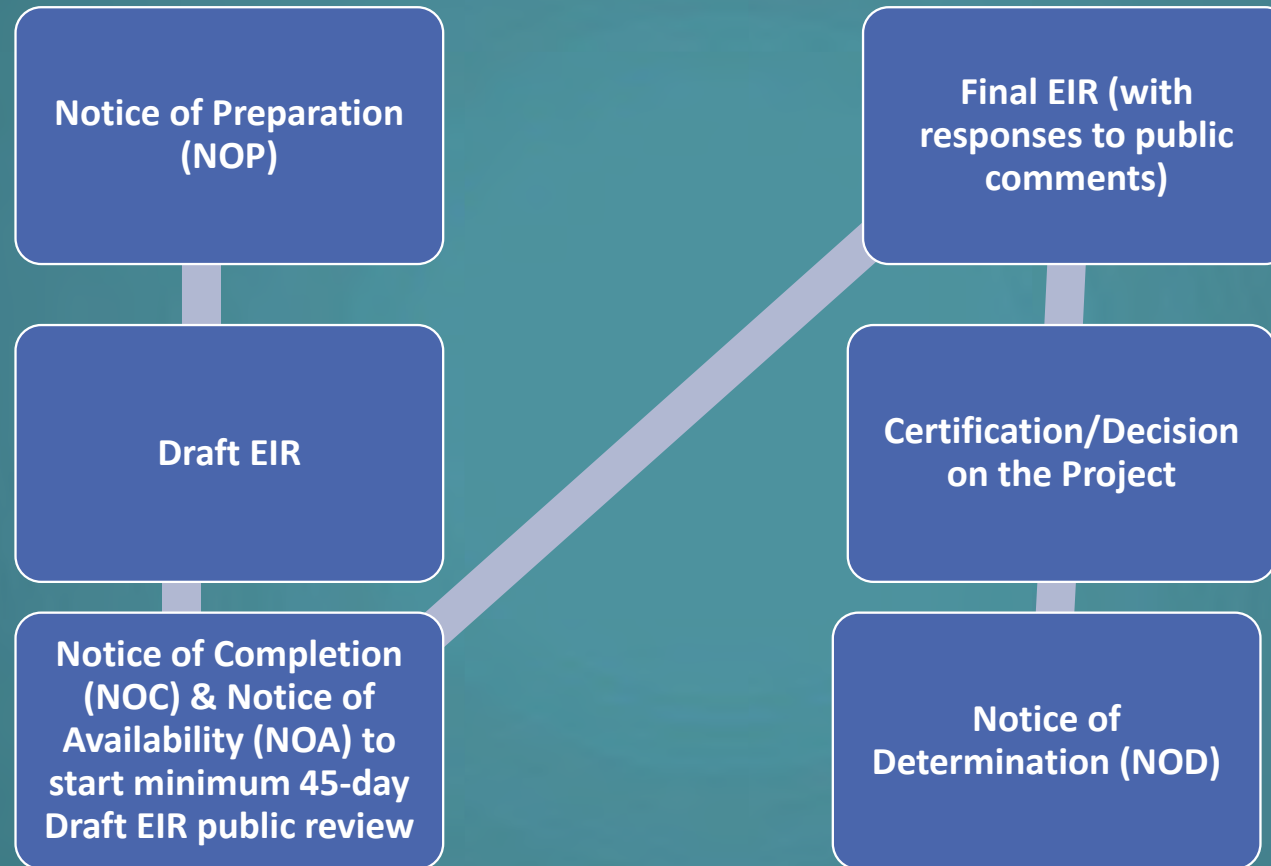 Notice of Preparation
(NOP)
Draft EIR
Notice of Completion
(NOC) & Notice of
Availability (NOA) to
start minimum 45-day
Draft EIR public review
Final EIR (with
responses to public
comments)
Certification/Decision
on the Project
Notice of
Determination (NOD)